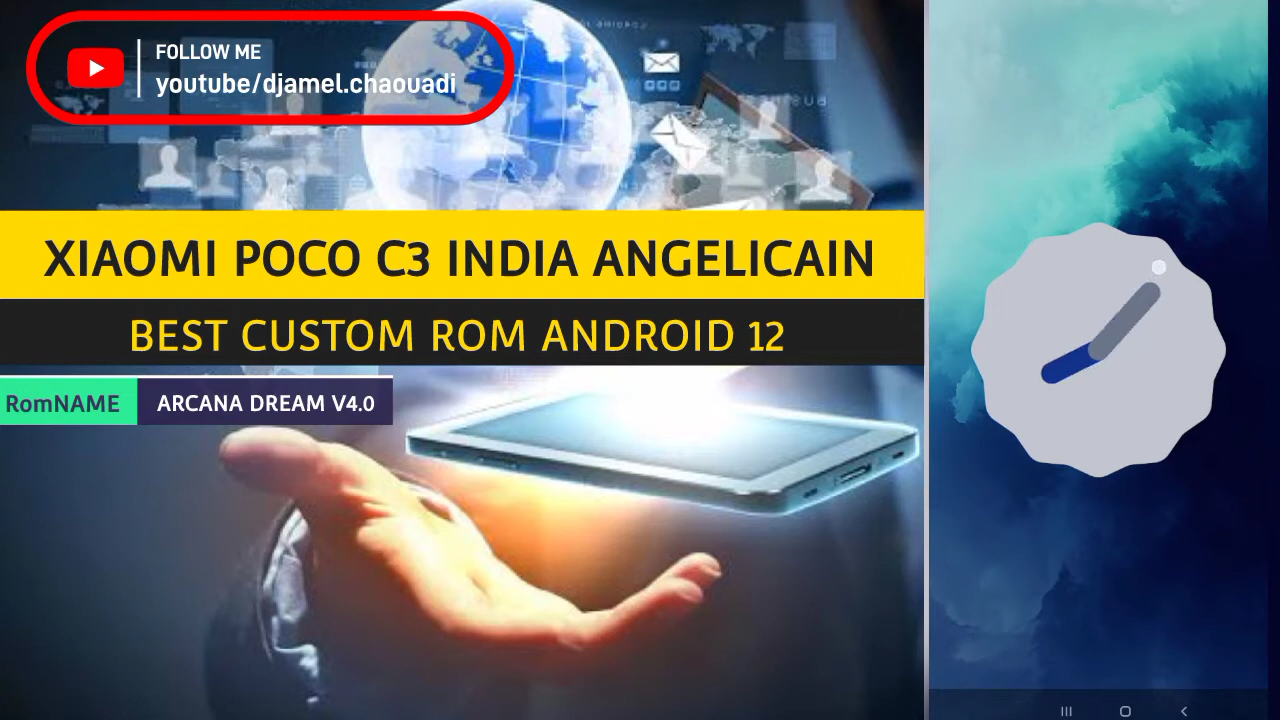 FOLLOW ME
youtube/djamel.chaouadi
XIAOMI POCO C3 INDIA ANGELICAIN
BEST CUSTOM ROM ANDROID 12
RomNAME
ARCANA DREAM V4.0